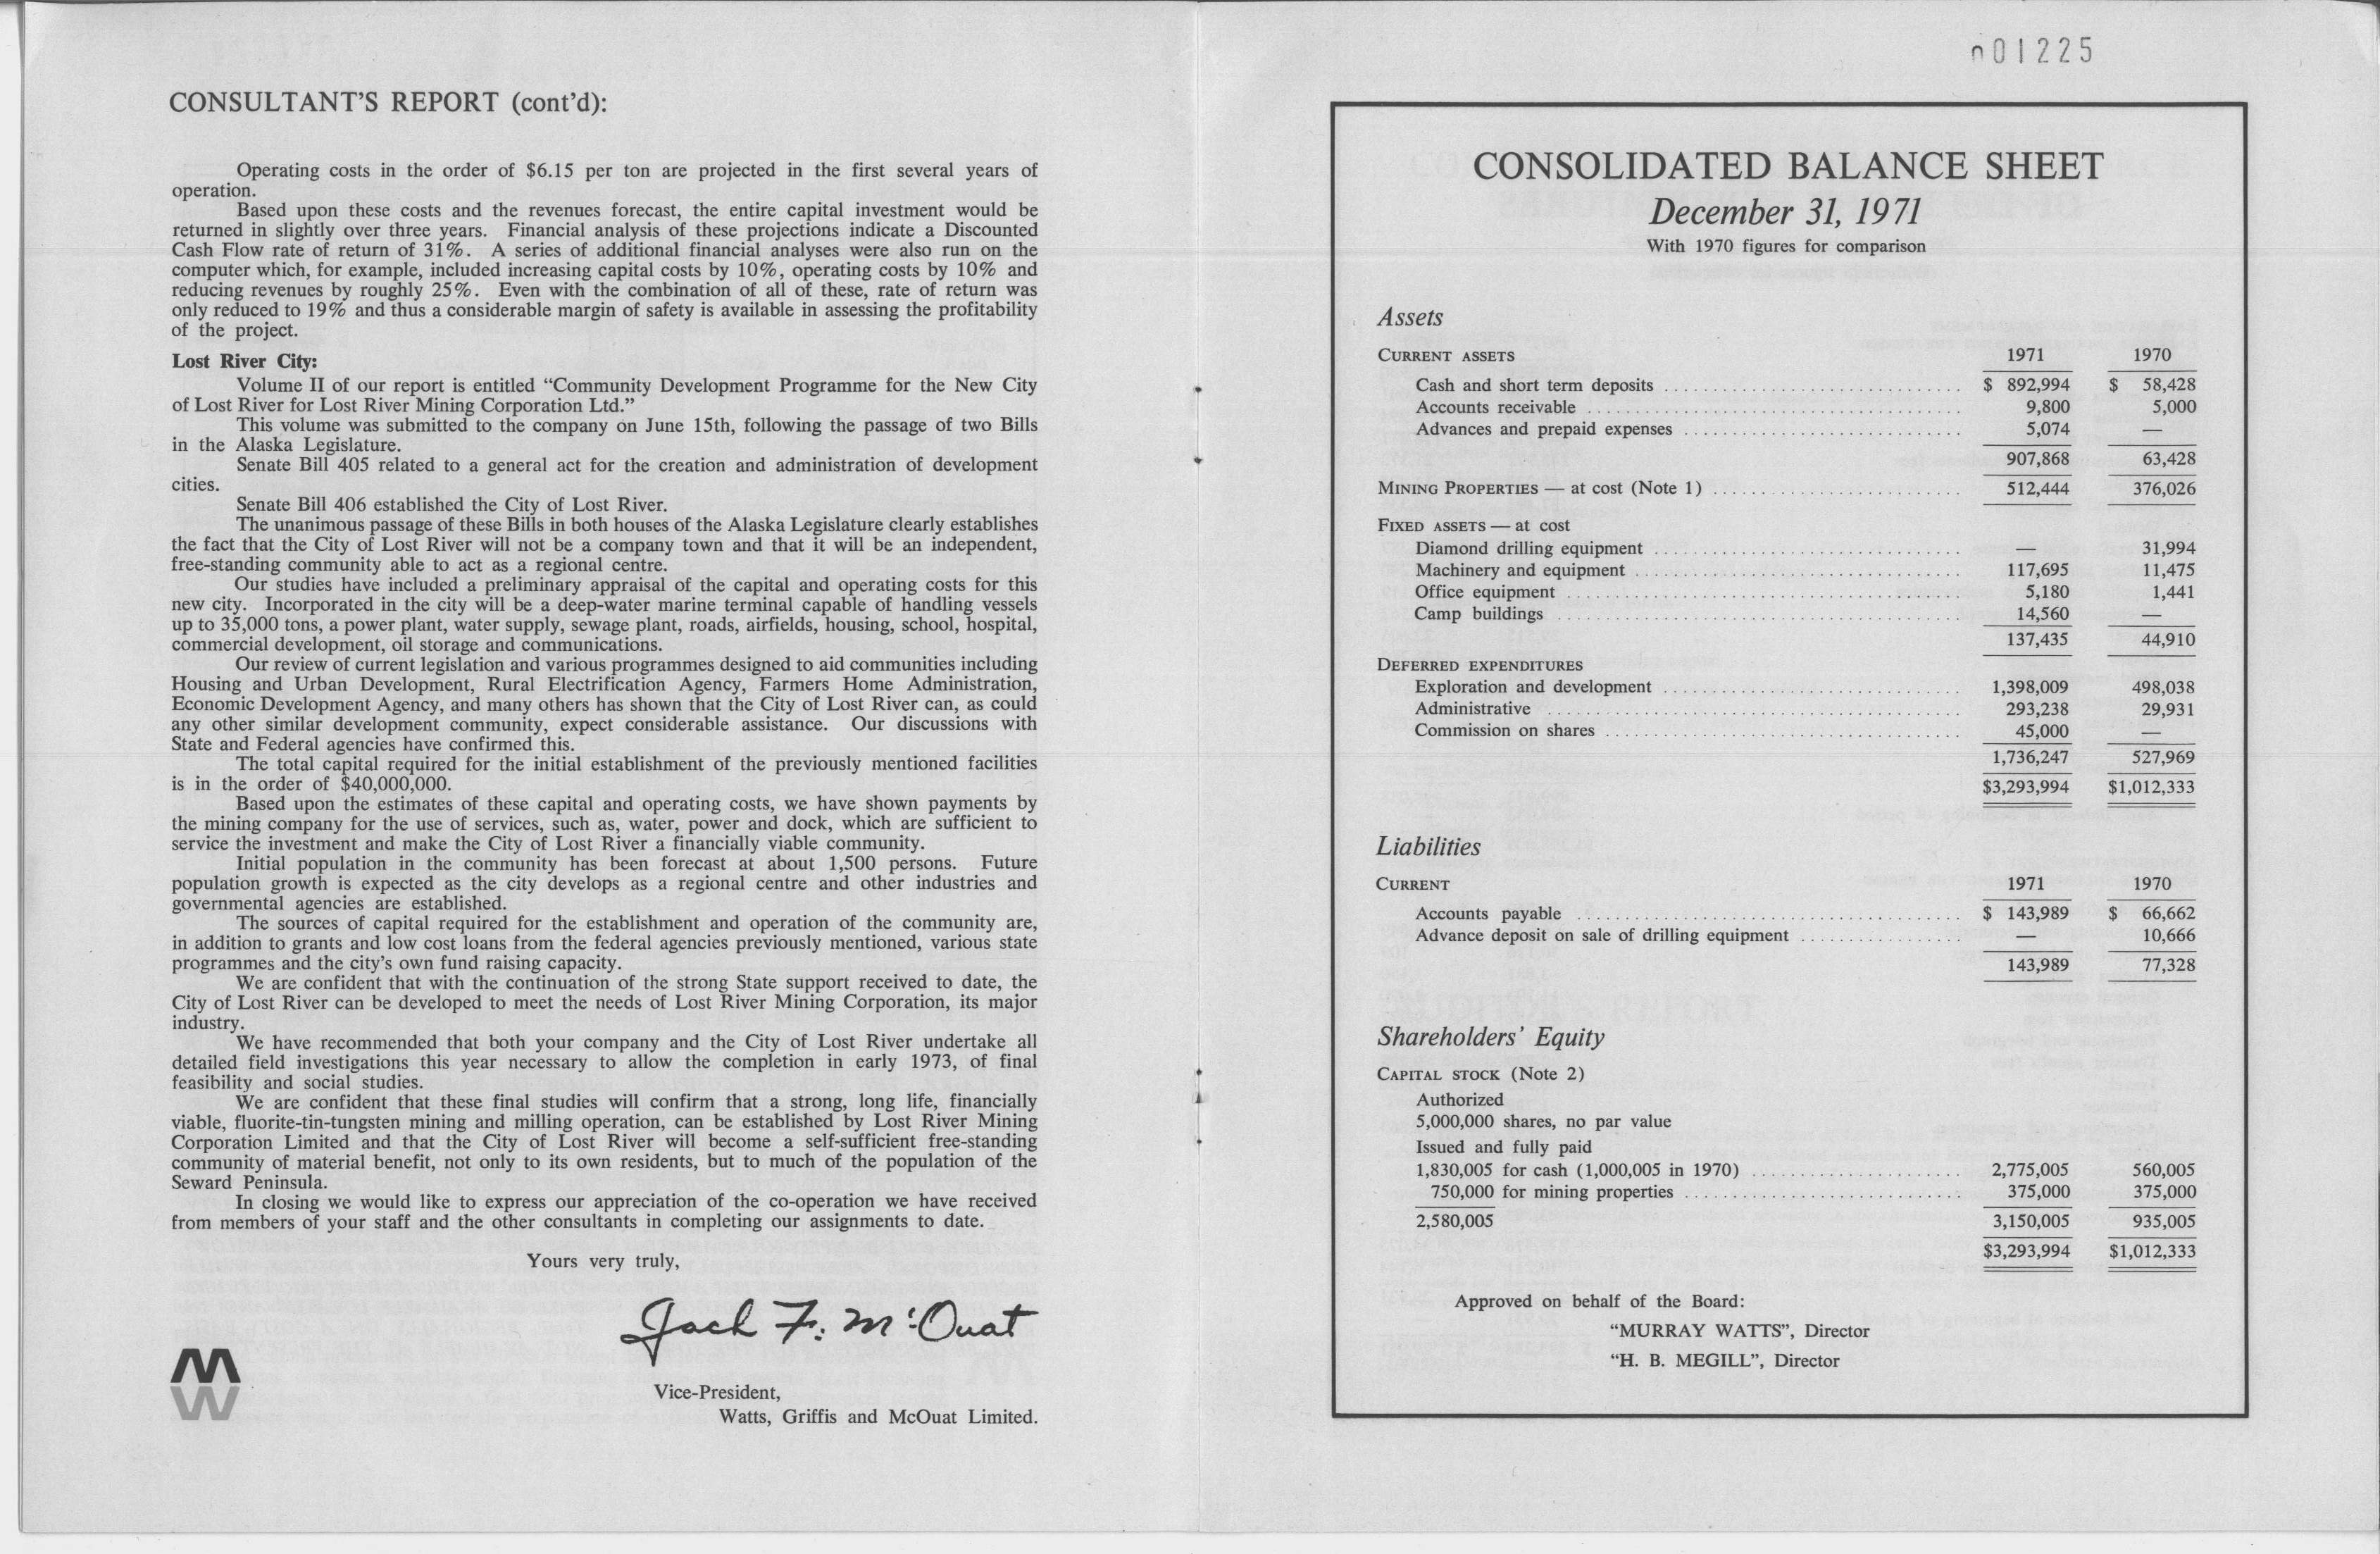 CONSULTANT'S REPORT (cont'd):
Operating costs in the order of $6.15 per ton are projected in the first several years of
operation.
Based upon these costs and the revenues forecast, the entire capital investment would be
returned in slightly over three years. Financial analysis of these projections indicate a Discounted
Cash Flow rate of return of 31%. A series of additional financial analyses were also run on the
computer which, for example, included increasing capital costs by 10%, operating costs by 10% and
reducing revenues by roughly 25%. Even with the combination of all of these, rate of return was
only reduced to 19% and thus a considerable margin of safety is available in assessing the profitability
of the project.
Lost River City:
Volume II of our report is entitled “Community Development Programme for the New City
of Lost River for Lost River Mining Corporation Ltd.”
This volume was submitted to the company on June 15th, following the passage of two Bills
in the Alaska Legislature.
Senate Bill 405 related to a general act for the creation and administration of development
cities.
Senate Bill 406 established the City of Lost River.
The unanimous passage of these Bills in both houses of the Alaska Legislature clearly establishes
the fact that the City of Lost River will not be a company town and that it will be an independent,
free-standing community able to act as a regional centre.
Our studies have included a preliminary appraisal of the capital and operating costs for this
new city. Incorporated in the city will be a deep-water marine terminal capable of handling vessels
up to 35,000 tons, a power plant, water supply, sewage plant, roads, airfields, housing, school, hospital,
commercial development, oil storage and communications.
Our review of current legislation and various programmes designed to aid communities including
Housing and Urban Development, Rural Electrification Agency, Farmers Home Administration,
Economic Development Agency, and many others has shown that the City of Lost River can, as could
any other similar development community, expect considerable assistance. Our discussions with
State and Federal agencies have confirmed this.
The total capital required for the initial establishment of the previously mentioned facilities
is in the order of $40,000,000.
Based upon the estimates of these capital and operating costs, we have shown payments by
the mining company for the use of services, such as, water, power and dock, which are sufficient to
service the investment and make the City of Lost River a financially viable community.
Initial population in the community has been forecast at about 1,500 persons. Future
population growth is expected as the city develops as a regional centre and other industries and
governmental agencies are established.
The sources of capital required for the establishment and operation of the community are,
in addition to grants and low cost loans from the federal agencies previously mentioned, various state
programmes and the city's own fund raising capacity.
We are confident that with the continuation of the strong State support received to date, the
City of Lost River can be developed to meet the needs of Lost River Mining Corporation, its major
industry.
We have recommended that both your company and the City of Lost River undertake all
detailed field investigations this year necessary to allow the completion in early 1973, of final
feasibility and social studies.
We are confident that these final studies will confirm that a strong, long life, financially
viable, fluorite-tin-tungsten mining and milling operation, can be established by Lost River Mining
Corporation Limited and that the City of Lost River will become a self-sufficient free-standing
community of material benefit, not only to its own residents, but to much of the population of the
Seward Peninsula.
In closing we would like to express our appreciation of the co-operation we have received
from members of your staff and the other consultants in completing our assignments to date.
Yours very truly,
Jack F. McOuat
Vice-President,
Watts, Griffis and McOuat Limited.
001225
CONSOLIDATED BALANCE SHEET
December 31, 1971
With 1970 figures for comparison
Assets
CURRENT ASSETS 1971 1970
Cash and short term deposits $ 892,994 $ 58,428
Accounts receivable 9,800 5,000
Advances and prepaid expenses 5,074 —
907,868 63,428
MINING PROPERTIES — at cost (Note 1) 512,444 376,026
FIXED ASSETS — at cost
Diamond drilling equipment — 31,994
Machinery and equipment 117,695 11,475
Office equipment 5,180 1,441
Camp buildings 14,560 —
137,435 44,910
DEFERRED EXPENDITURES
Exploration and development 1,398,009 498,038
Administrative 293,238 29,931
Commission on shares 45,000 —
1,736,247 527,969
$3,293,994 $1,012,333
Liabilities
CURRENT 1971 1970
Accounts payable $ 143,989 $ 66,662
Advance deposit on sale of drilling equipment — 10,666
143,989 77,328
Shareholders' Equity
CAPITAL STOCK (Note 2)
Authorized
5,000,000 shares, no par value
Issued and fully paid
1,830,005 for cash (1,000,005 in 1970) 2,775,005 560,005
750,000 for mining properties 375,000 375,000
2,580,005 3,150,005 935,005
$3,293,994 $1,012,333
Approved on behalf of the Board:
“MURRAY WATTS”, Director
“H. B. MEGILL”, Director